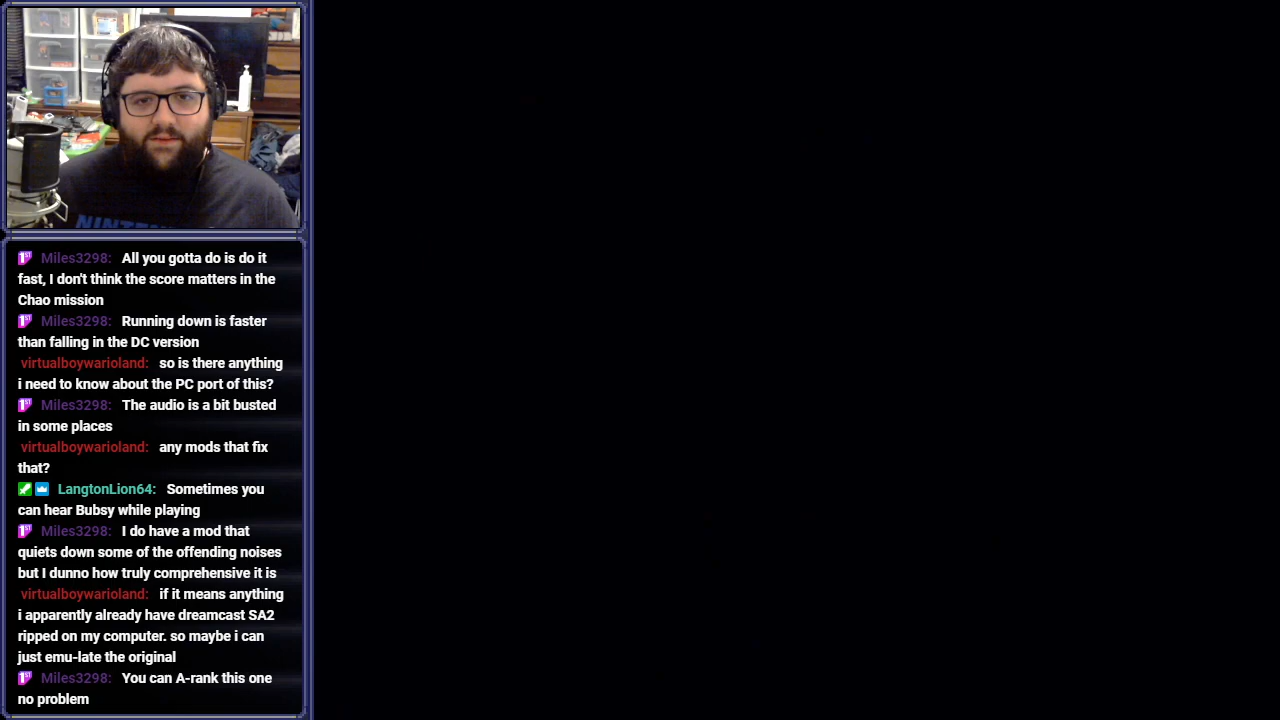 NINTEN
Miles3298: All you gotta do is do it
fast, I don't think the score matters in the
Chao mission
Miles3298: Running down is faster
than falling in the DC version
virtualboywarioland: so is there anything
i need to know about the PC port of this?
Miles3298: The audio is a bit busted
in some places
virtualboywarioland: any mods that fix
that?
LangtonLion64: Sometimes you
can hear Bubsy while playing
Miles3298: I do have a mod that
quiets down some of the offending noises
but I dunno how truly comprehensive it is
virtualboywarioland: if it means anything
i apparently already have dreamcast SA2
ripped on my computer. so maybe i can
just emu-late the original
Miles3298: You can A-rank this one
no problem